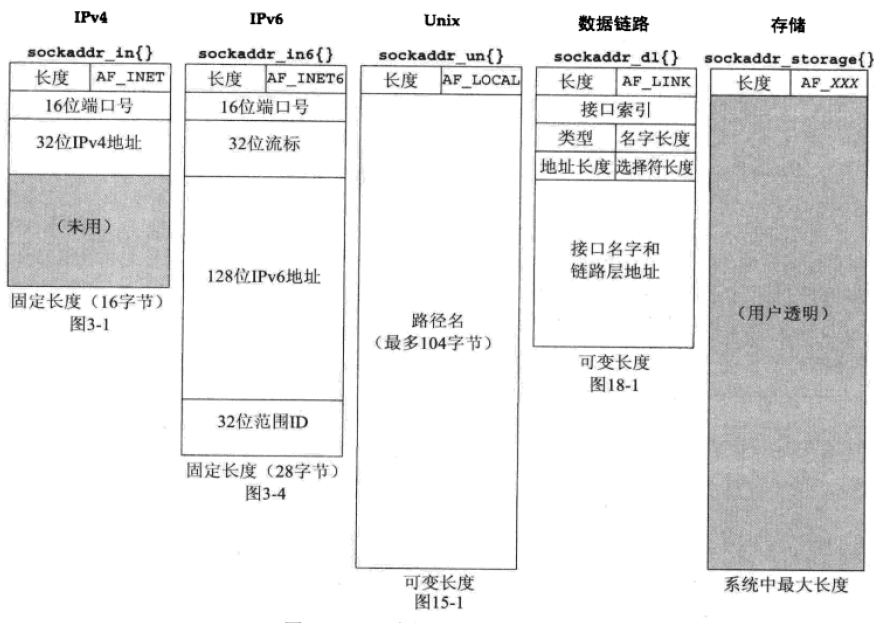 IPv4
sockaddr_in{}
长度 AF_INET
16位端口号
32位IPv4地址
（未用）
固定长度（16字节）
图3-1
IPv6
sockaddr_in6{}
长度 AF_INET6
16位端口号
32位流标
128位IPv6地址
32位范围ID
固定长度（28字节）
图3-4
Unix
sockaddr_un{}
长度 AF_LOCAL
路径名
（最多104字节）
可变长度
图15-1
数据链路
sockaddr_dl{}
长度 AF_LINK
接口索引
类型 名字长度
地址长度 选择符长度
接口名字和
链路层地址
可变长度
图18-1
存储
sockaddr_storage{}
长度 AF_XXX
（用户透明）
系统中最大长度